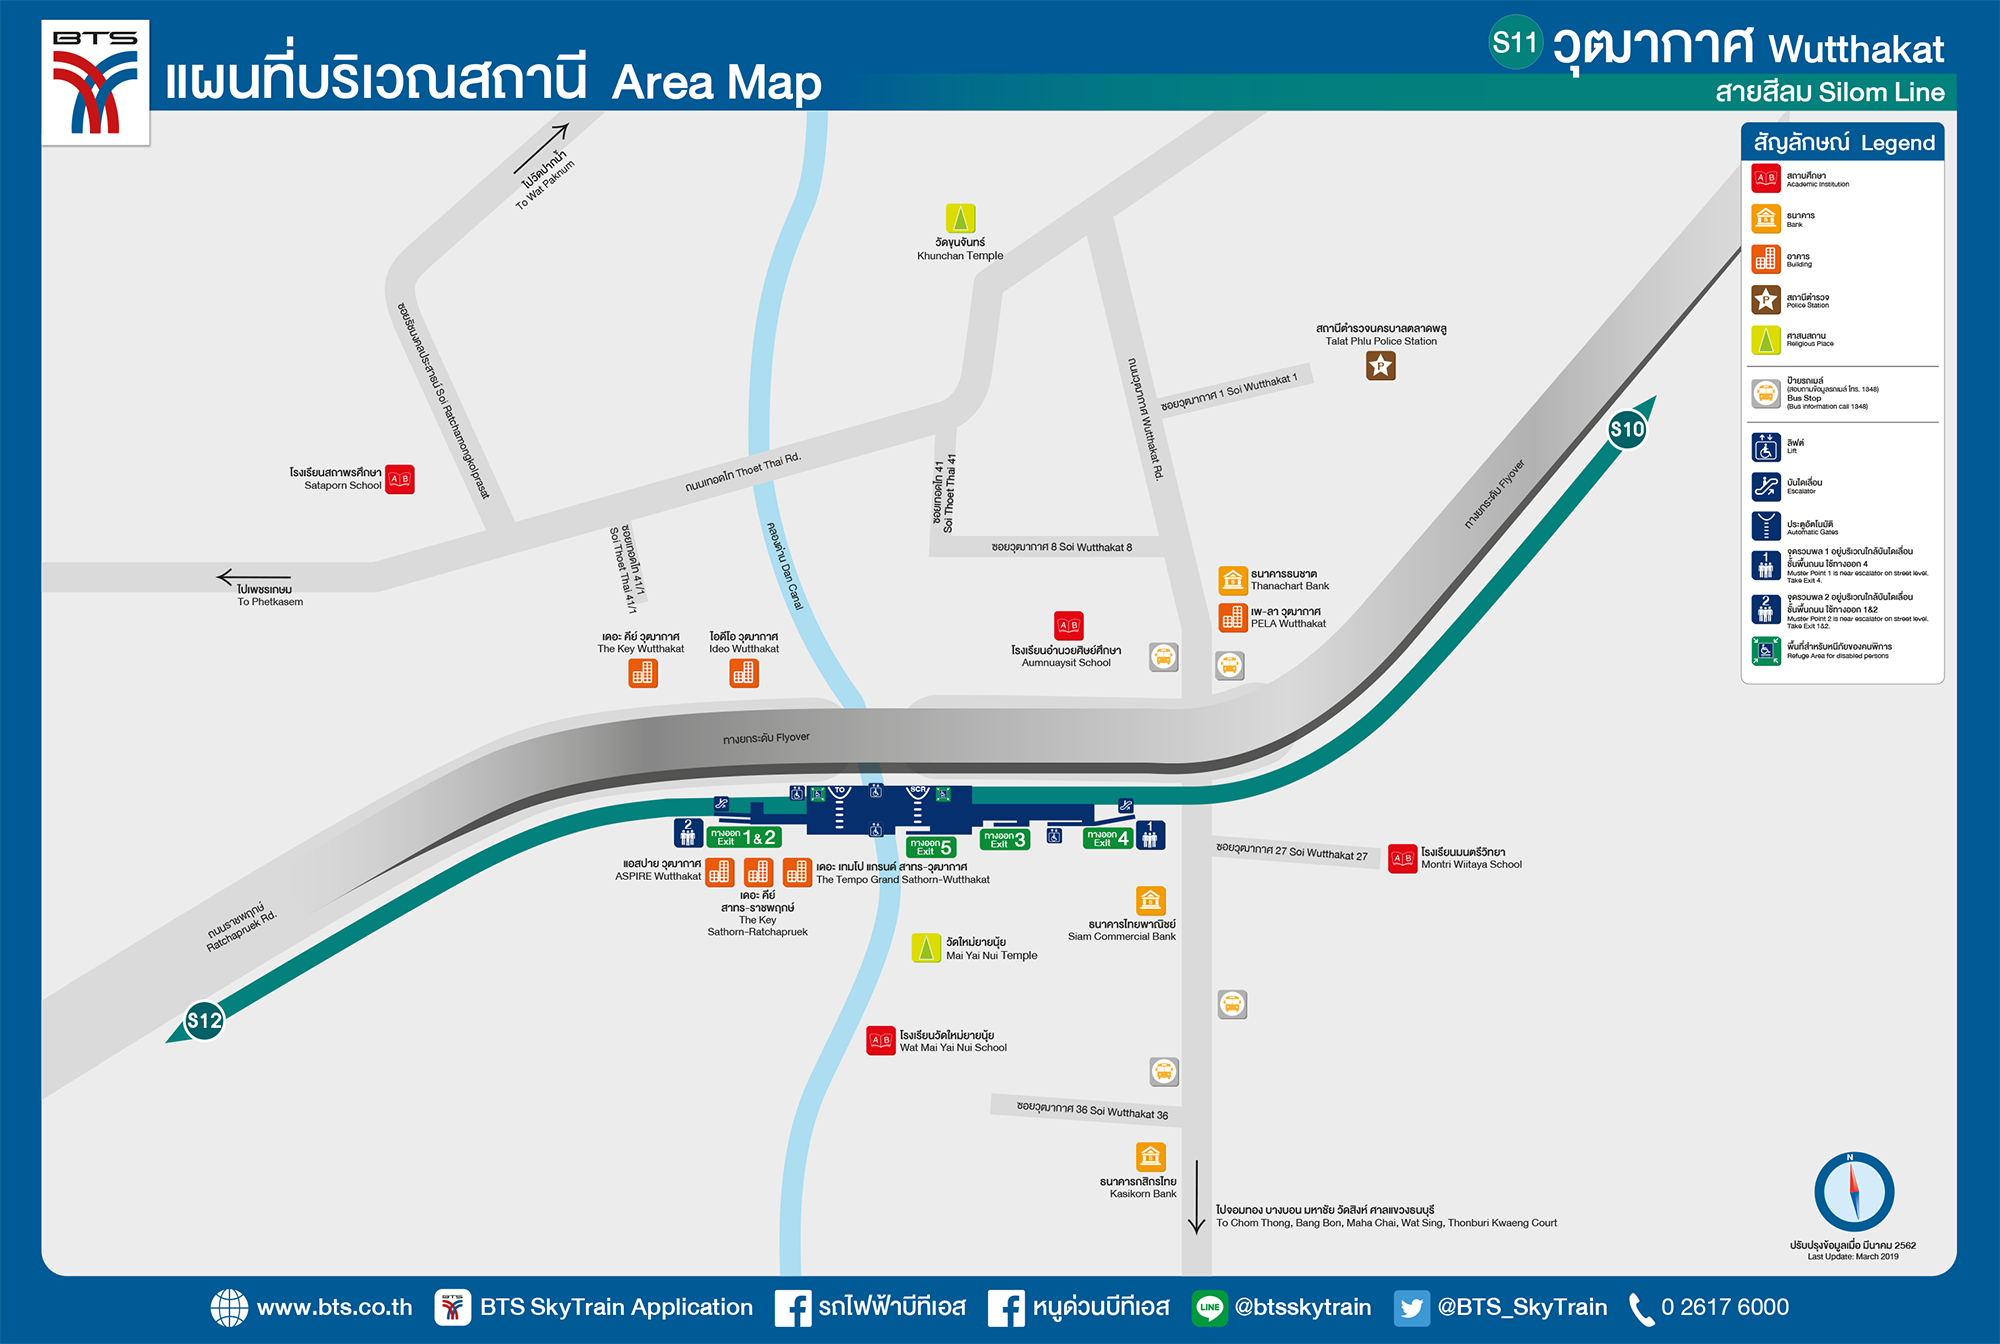 BTS
แผนที่บริเวณสถานี Area Map
S11 วุฒากาศ Wutthakat
สายสีลม Silom Line
สัญลักษณ์ Legend
A B
สถานศึกษา
Academic Institution
ธนาคาร
Bank
อาคาร
Building
P
สถานีตำรวจ
Police Station
ศาสนสถาน
Religious Place
ป้ายรถเมล์
(สอบถามข้อมูลรถเมล์ โทร. 1348)
Bus Stop
(Bus information call 1348)
ลิฟต์
Lift
บันไดเลื่อน
Escalator
ประตูอัตโนมัติ
Automatic Gates
1
จุดรวมพล 1 อยู่บริเวณใกล้บันไดเลื่อน
ชั้นพื้นถนน ใช้ทางออก 4
Muster Point 1 is near escalator on street level.
Take Exit 4.
2
จุดรวมพล 2 อยู่บริเวณใกล้บันไดเลื่อน
ชั้นพื้นถนน ใช้ทางออก 1&2
Muster Point 2 is near escalator on street level.
Take Exit 1&2.
พื้นที่สำหรับหนีภัยของคนพิการ
Refuge Area for disabled persons
ไปวัดปากน้ำ
To Wat Paknum
วัดขุนจันทร์
Khunchan Temple
ซอยรัชมงคลประสาธน์ Soi Ratchamongkolprasat
สถานีตำรวจนครบาลตลาดพลู
Talat Phlu Police Station
P
ถนนวุฒากาศ Wutthakat Rd.
ซอยวุฒากาศ 1 Soi Wutthakat 1
S10
ทางยกระดับ Flyover
โรงเรียนสถาพรศึกษา
Sataporn School
A B
ถนนเทอดไท Thoet Thai Rd.
ซอยเทอดไท 41
Soi Thoet Thai 41
ซอยเทอดไท 41/1
Soi Thoet Thai 41/1
คลองด่าน Dan Canal
ซอยวุฒากาศ 8 Soi Wutthakat 8
ไปเพชรเกษม
To Phetkasem
ธนาคารธนชาต
Thanachart Bank
เพ-ลา วุฒากาศ
PELA Wutthakat
A B
โรงเรียนอำนวยศิษย์ศึกษา
Aumnuaysit School
เดอะ คีย์ วุฒากาศ
The Key Wutthakat
ไอดีโอ วุฒากาศ
Ideo Wutthakat
ทางยกระดับ Flyover
TO
SCR
2
ทางออก
Exit 1 & 2
ทางออก
Exit 5
ทางออก
Exit 3
ทางออก
Exit 4
1
แอสปาย วุฒากาศ
ASPIRE Wutthakat
เดอะ คีย์
สาทร-ราชพฤกษ์
The Key
Sathorn-Ratchapruek
เดอะ เทมโป แกรนด์ สาทร-วุฒากาศ
The Tempo Grand Sathorn-Wutthakat
ซอยวุฒากาศ 27 Soi Wutthakat 27
A B
โรงเรียนมนตรีวิทยา
Montri Wiitaya School
ถนนราชพฤกษ์
Ratchapruek Rd.
ธนาคารไทยพาณิชย์
Siam Commercial Bank
วัดใหม่ยายนุ้ย
Mai Yai Nui Temple
S12
A B
โรงเรียนวัดใหม่ยายนุ้ย
Wat Mai Yai Nui School
ซอยวุฒากาศ 36 Soi Wutthakat 36
ธนาคารกสิกรไทย
Kasikorn Bank
ไปจอมทอง บางบอน มหาชัย วัดสิงห์ ศาลแขวงธนบุรี
To Chom Thong, Bang Bon, Maha Chai, Wat Sing, Thonburi Kwaeng Court
N
ปรับปรุงข้อมูลเมื่อ มีนาคม 2562
Last Update: March 2019
www.bts.co.th
BTS
BTS SkyTrain Application
รถไฟฟ้าบีทีเอส
หนูด่วนบีทีเอส
LINE
@btsskytrain
@BTS_SkyTrain
0 2617 6000